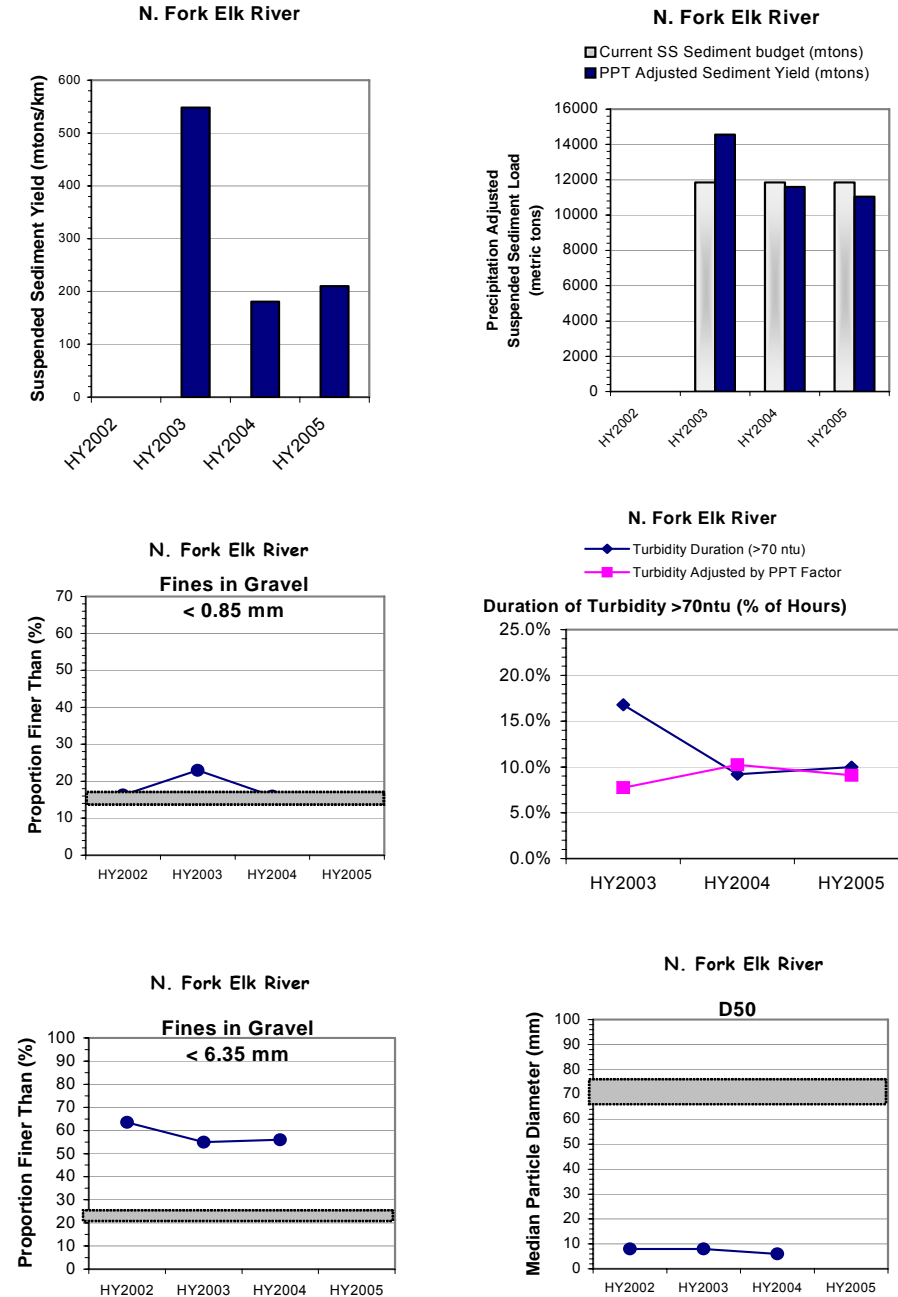 N. Fork Elk River
Suspended Sediment Yield (mtons/km)
600
500
400
300
200
100
0
HY2002
HY2003
HY2004
HY2005
N. Fork Elk River
Current SS Sediment budget (mtons)
PPT Adjusted Sediment Yield (mtons)
Precipitation Adjusted
Suspended Sediment Load
(metric tons)
16000
14000
12000
10000
8000
6000
4000
2000
0
HY2002
HY2003
HY2004
HY2005
N. Fork Elk River
Fines in Gravel
< 0.85 mm
Proportion Finer Than (%)
70
60
50
40
30
20
10
0
HY2002
HY2003
HY2004
HY2005
N. Fork Elk River
Turbidity Duration (>70 ntu)
Turbidity Adjusted by PPT Factor
Duration of Turbidity >70ntu (% of Hours)
25.0%
20.0%
15.0%
10.0%
5.0%
0.0%
HY2003
HY2004
HY2005
N. Fork Elk River
Fines in Gravel
< 6.35 mm
Proportion Finer Than (%)
100
90
80
70
60
50
40
30
20
10
0
HY2002
HY2003
HY2004
HY2005
N. Fork Elk River
D50
Median Particle Diameter (mm)
100
90
80
70
60
50
40
30
20
10
0
HY2002
HY2003
HY2004
HY2005